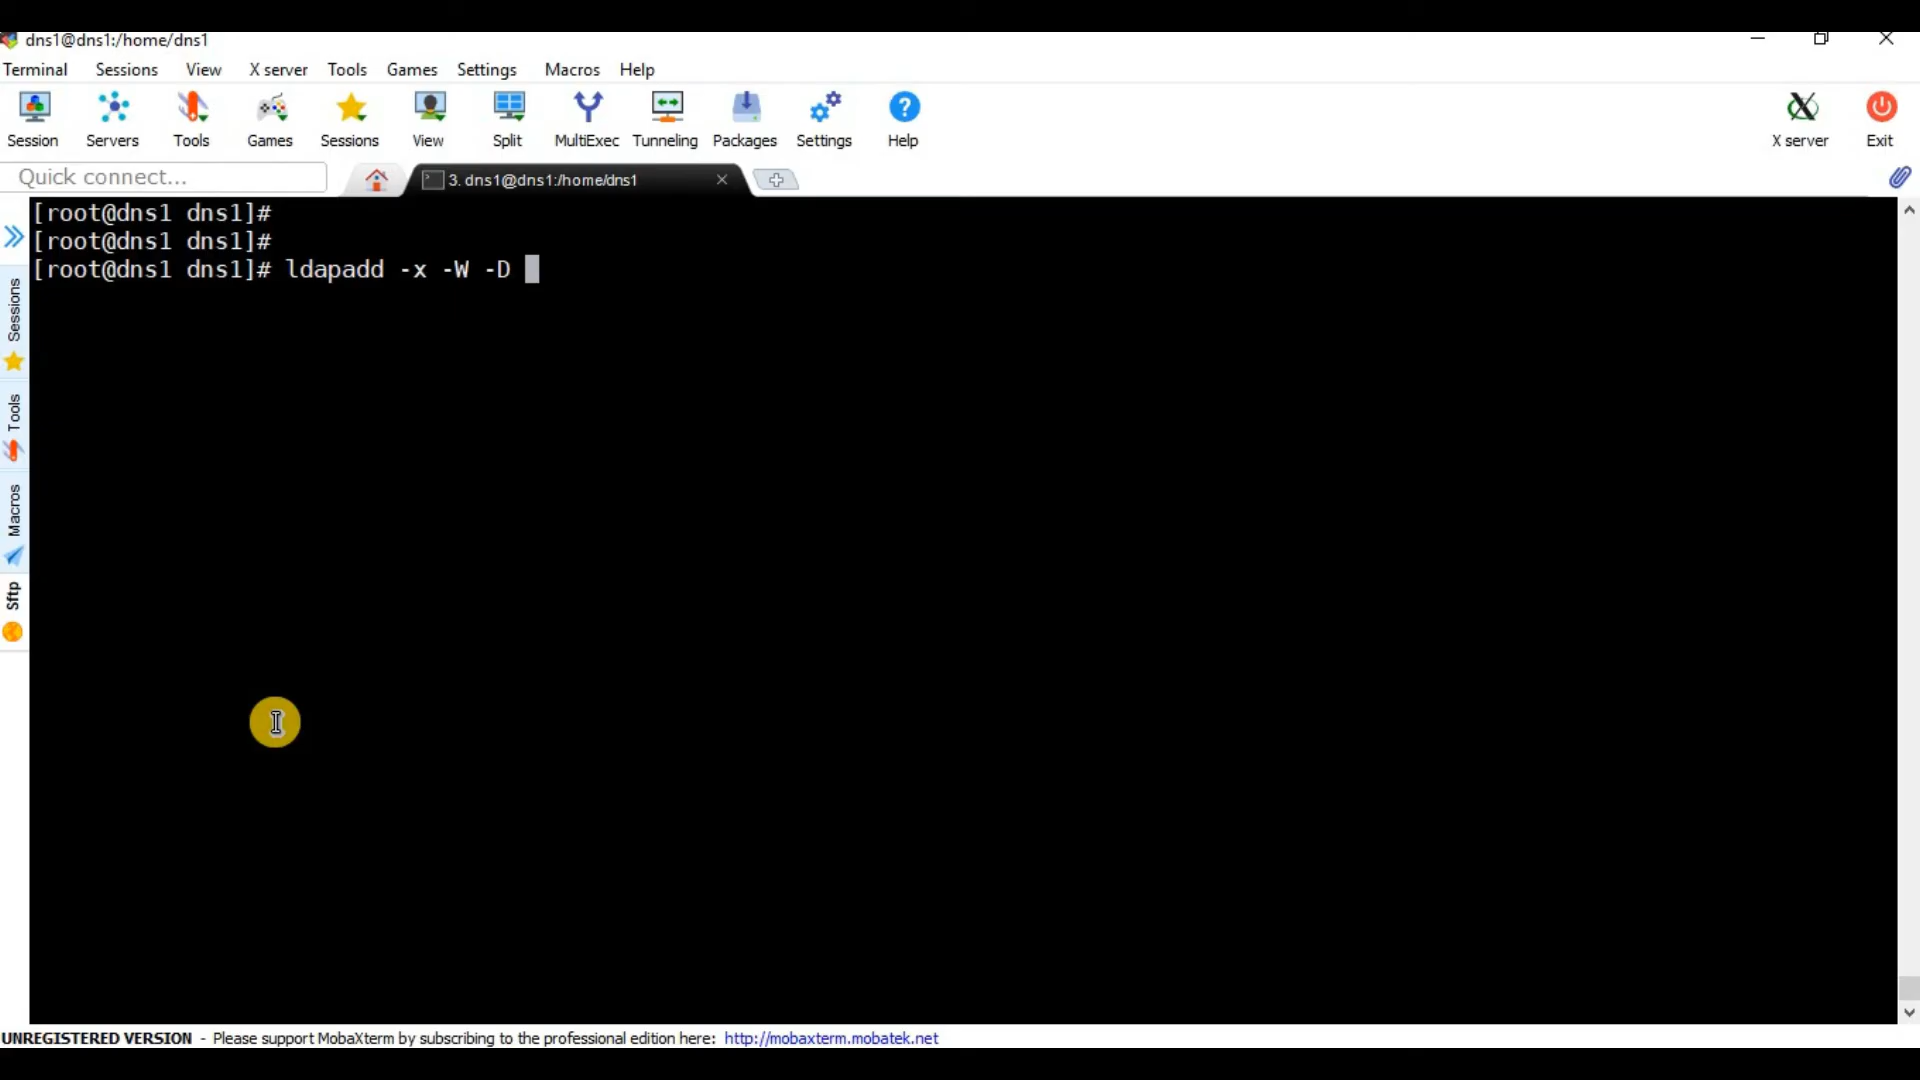 dns1@dns1:/home/dns1
Terminal Sessions View X server Tools Games Settings Macros Help
Session Servers Tools Games Sessions View Split MultiExec Tunneling Packages Settings Help X server Exit
Quick connect...
3. dns1@dns1:/home/dns1
[root@dns1 dns1]#
[root@dns1 dns1]#
[root@dns1 dns1]# ldapadd -x -W -D
Sessions
Tools
Macros
Sftp
UNREGISTERED VERSION - Please support MobaXterm by subscribing to the professional edition here: http://mobaxterm.mobatek.net